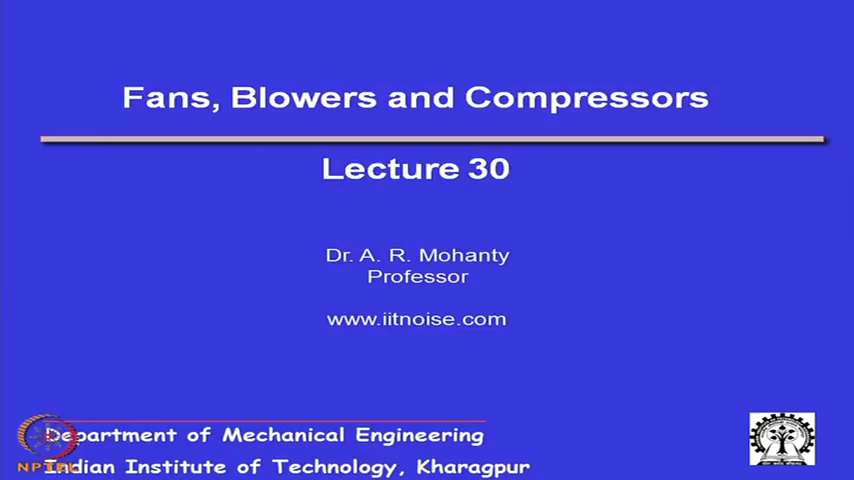 Fans, Blowers and Compressors
Lecture 30
Dr. A. R. Mohanty
Professor
www.iitnoise.com
Department of Mechanical Engineering
Indian Institute of Technology, Kharagpur
NPTEL